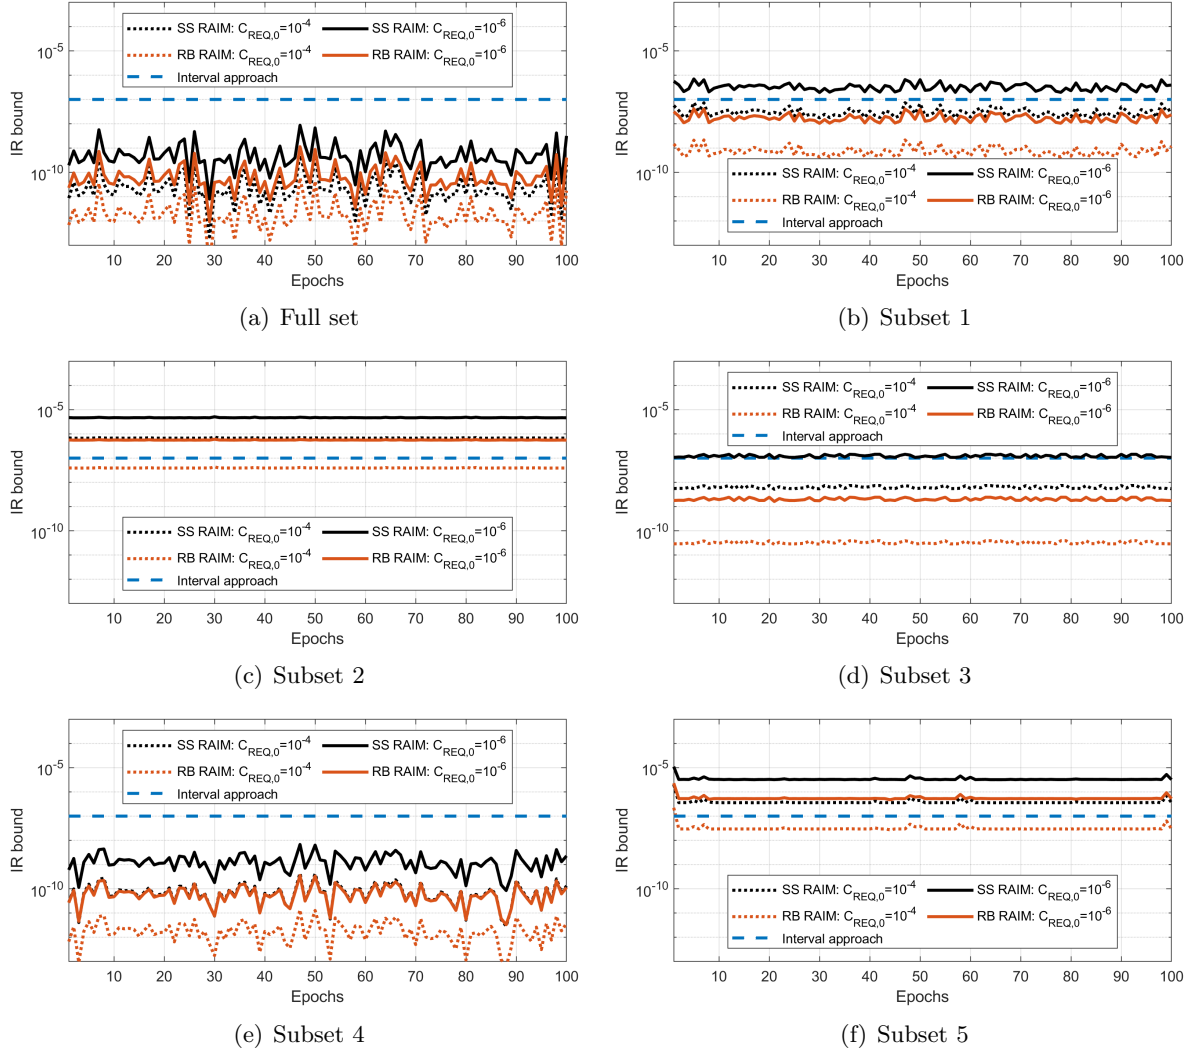 SS RAIM: C_REQ,0=10^-4 SS RAIM: C_REQ,0=10^-6
RB RAIM: C_REQ,0=10^-4 RB RAIM: C_REQ,0=10^-6
Interval approach
IR bound
10^-5
10^-10
10 20 30 40 50 60 70 80 90 100
Epochs
(a) Full set
IR bound
10^-5
10^-10
SS RAIM: C_REQ,0=10^-4 SS RAIM: C_REQ,0=10^-6
RB RAIM: C_REQ,0=10^-4 RB RAIM: C_REQ,0=10^-6
Interval approach
10 20 30 40 50 60 70 80 90 100
Epochs
(b) Subset 1
IR bound
10^-5
10^-10
SS RAIM: C_REQ,0=10^-4 SS RAIM: C_REQ,0=10^-6
RB RAIM: C_REQ,0=10^-4 RB RAIM: C_REQ,0=10^-6
Interval approach
10 20 30 40 50 60 70 80 90 100
Epochs
(c) Subset 2
SS RAIM: C_REQ,0=10^-4 SS RAIM: C_REQ,0=10^-6
RB RAIM: C_REQ,0=10^-4 RB RAIM: C_REQ,0=10^-6
Interval approach
IR bound
10^-5
10^-10
10 20 30 40 50 60 70 80 90 100
Epochs
(d) Subset 3
SS RAIM: C_REQ,0=10^-4 SS RAIM: C_REQ,0=10^-6
RB RAIM: C_REQ,0=10^-4 RB RAIM: C_REQ,0=10^-6
Interval approach
IR bound
10^-5
10^-10
10 20 30 40 50 60 70 80 90 100
Epochs
(e) Subset 4
IR bound
10^-5
10^-10
SS RAIM: C_REQ,0=10^-4 SS RAIM: C_REQ,0=10^-6
RB RAIM: C_REQ,0=10^-4 RB RAIM: C_REQ,0=10^-6
Interval approach
10 20 30 40 50 60 70 80 90 100
Epochs
(f) Subset 5